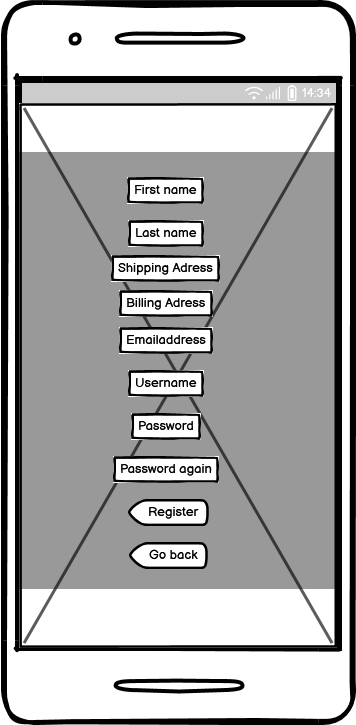 14:34
First name
Last name
Shipping Adress
Billing Adress
Emailaddress
Username
Password
Password again
Register
Go back